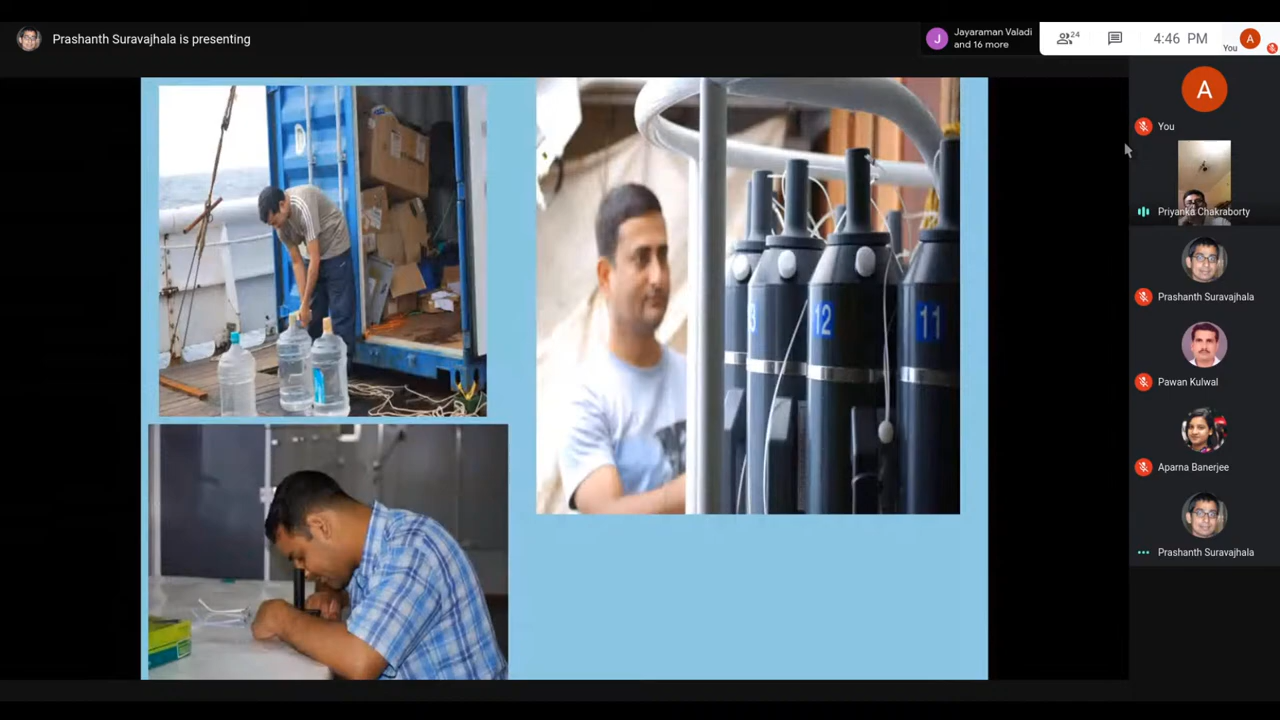 Prashanth Suravajhala is presenting
J
Jayaraman Valadi
and 16 more
24
4:46 PM
You
A
A
You
Priyanka Chakraborty
Prashanth Suravajhala
Pawan Kulwal
Aparna Banerjee
Prashanth Suravajhala
12
11
3